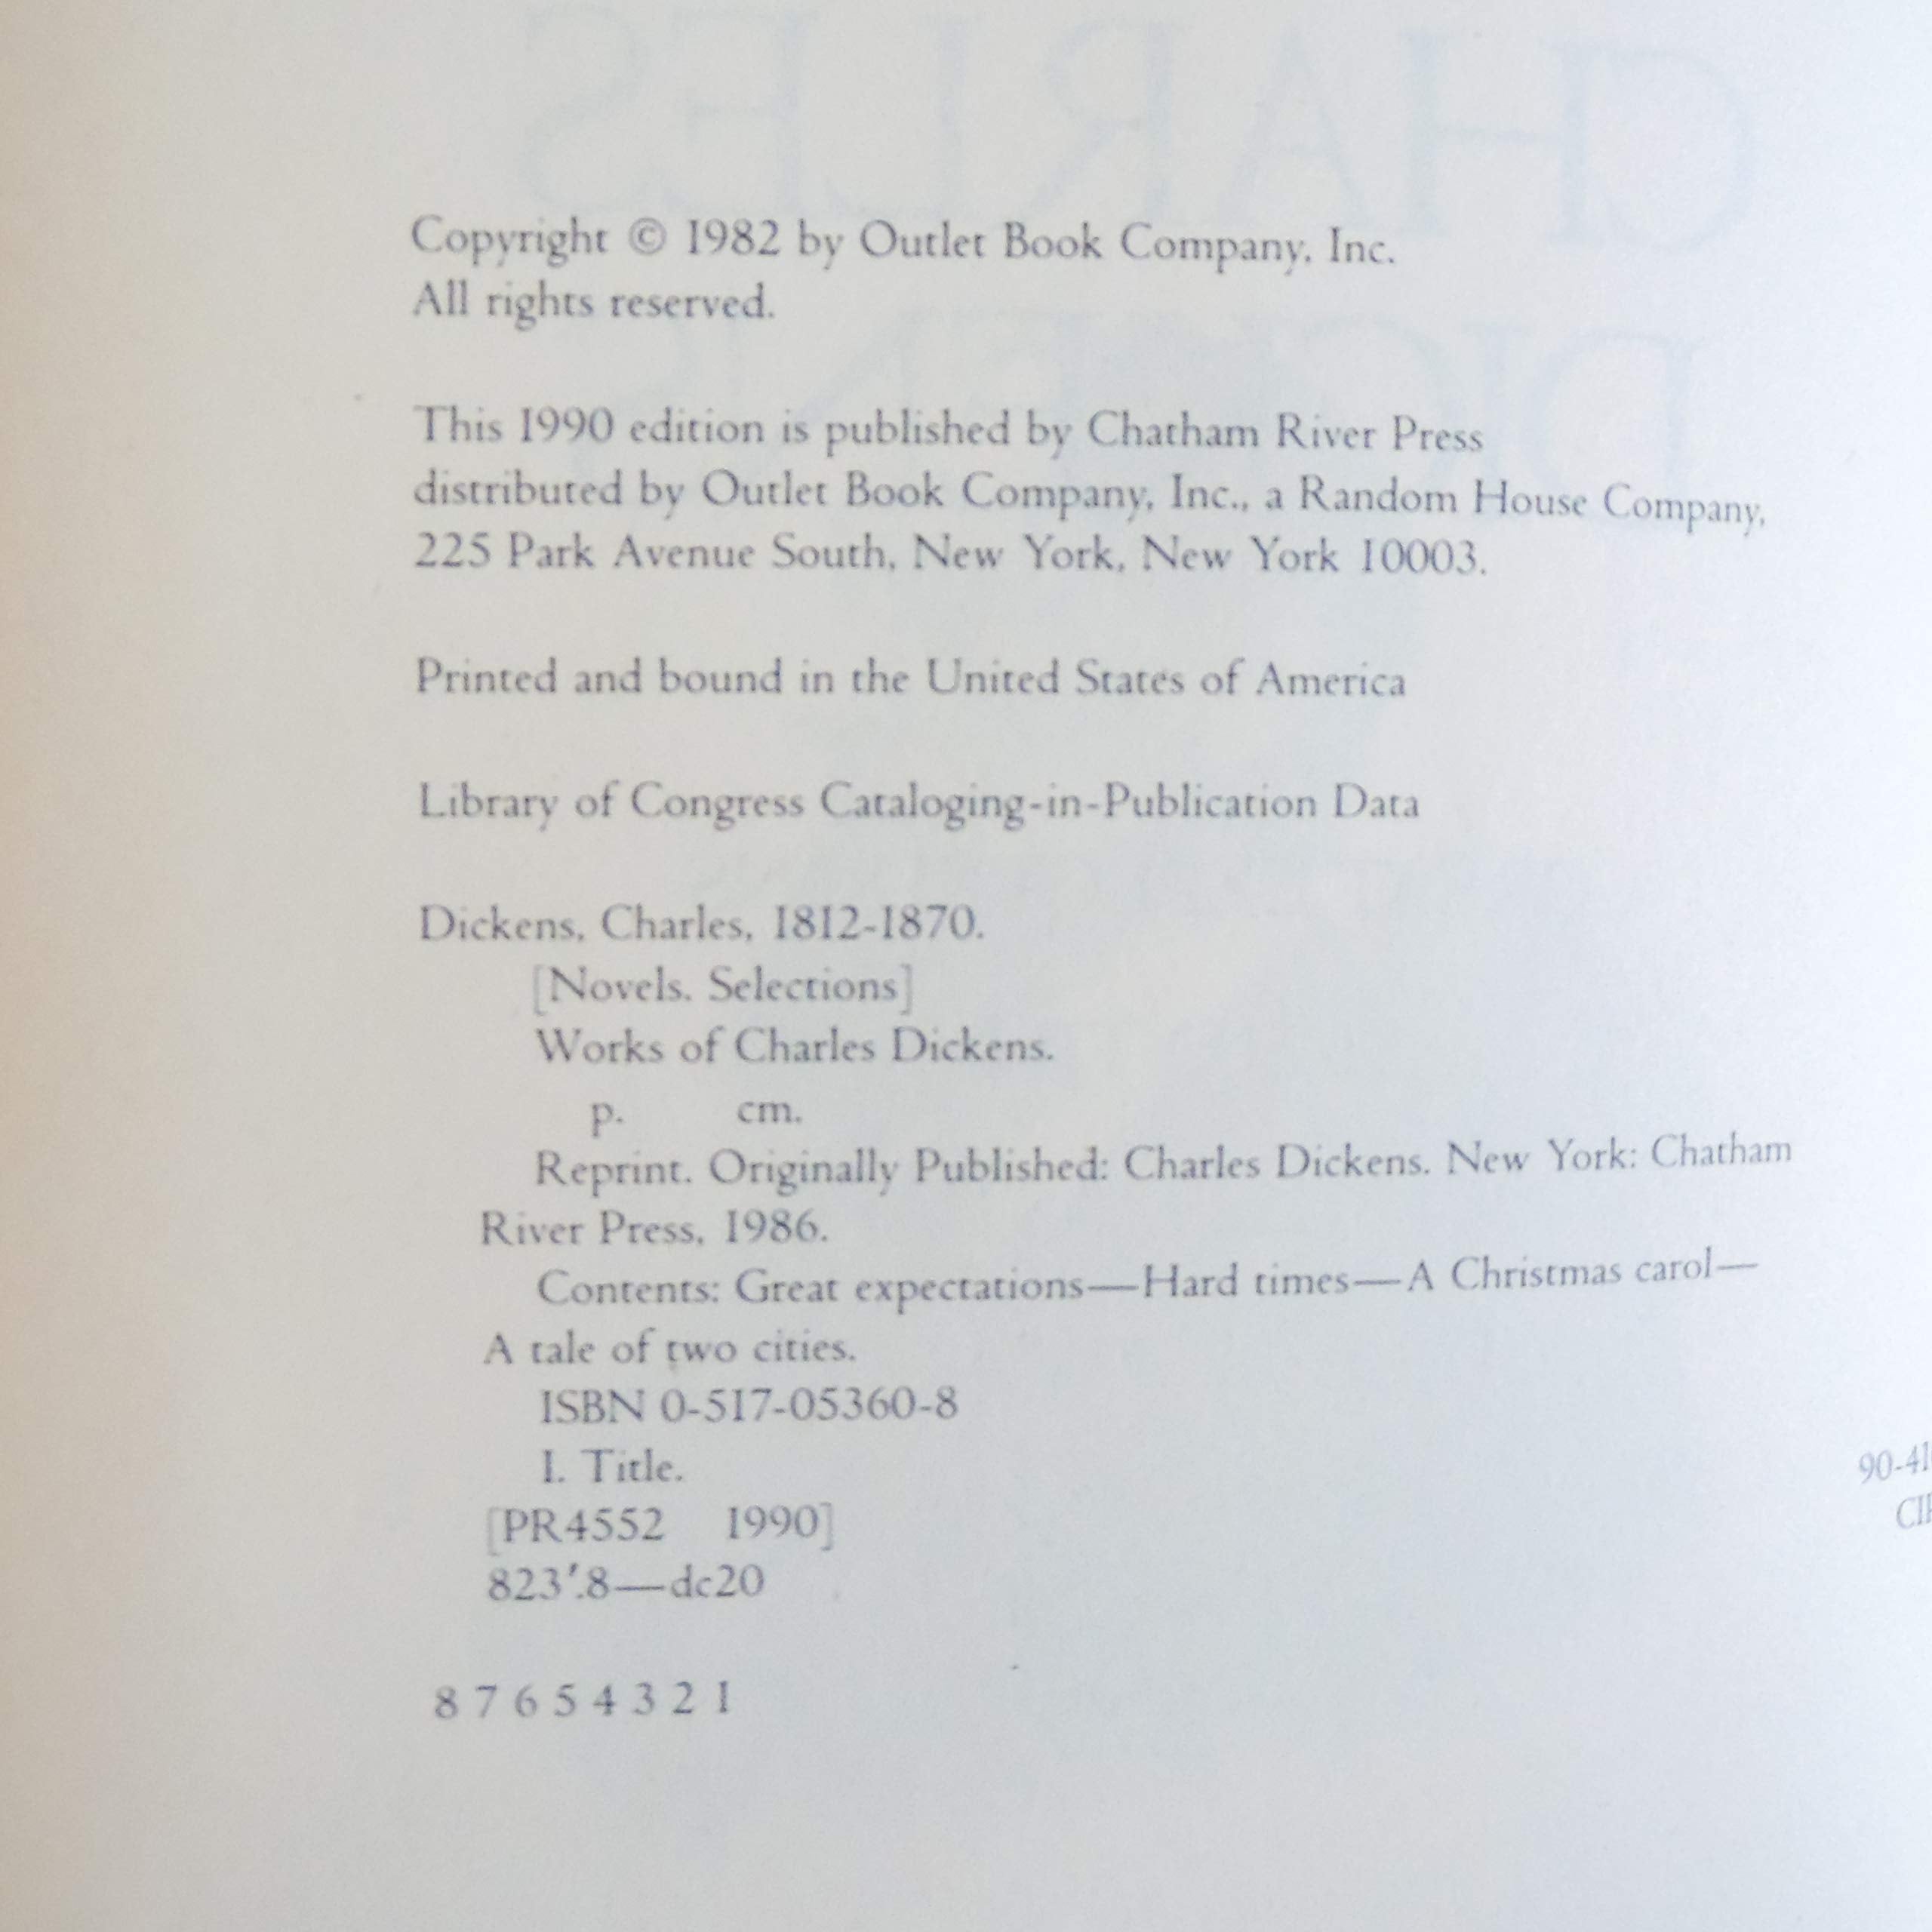 Copyright © 1982 by Outlet Book Company, Inc.
All rights reserved.
This 1990 edition is published by Chatham River Press
distributed by Outlet Book Company, Inc., a Random House Company,
225 Park Avenue South, New York, New York 10003.
Printed and bound in the United States of America
Library of Congress Cataloging-in-Publication Data
Dickens, Charles, 1812-1870.
[Novels. Selections]
Works of Charles Dickens.
p. cm.
Reprint. Originally Published: Charles Dickens. New York: Chatham
River Press, 1986.
Contents: Great expectations—Hard times—A Christmas carol—
A tale of two cities.
ISBN 0-517-05360-8
I. Title.
[PR4552 1990]
823'.8—dc20
90-41
8 7 6 5 4 3 2 1